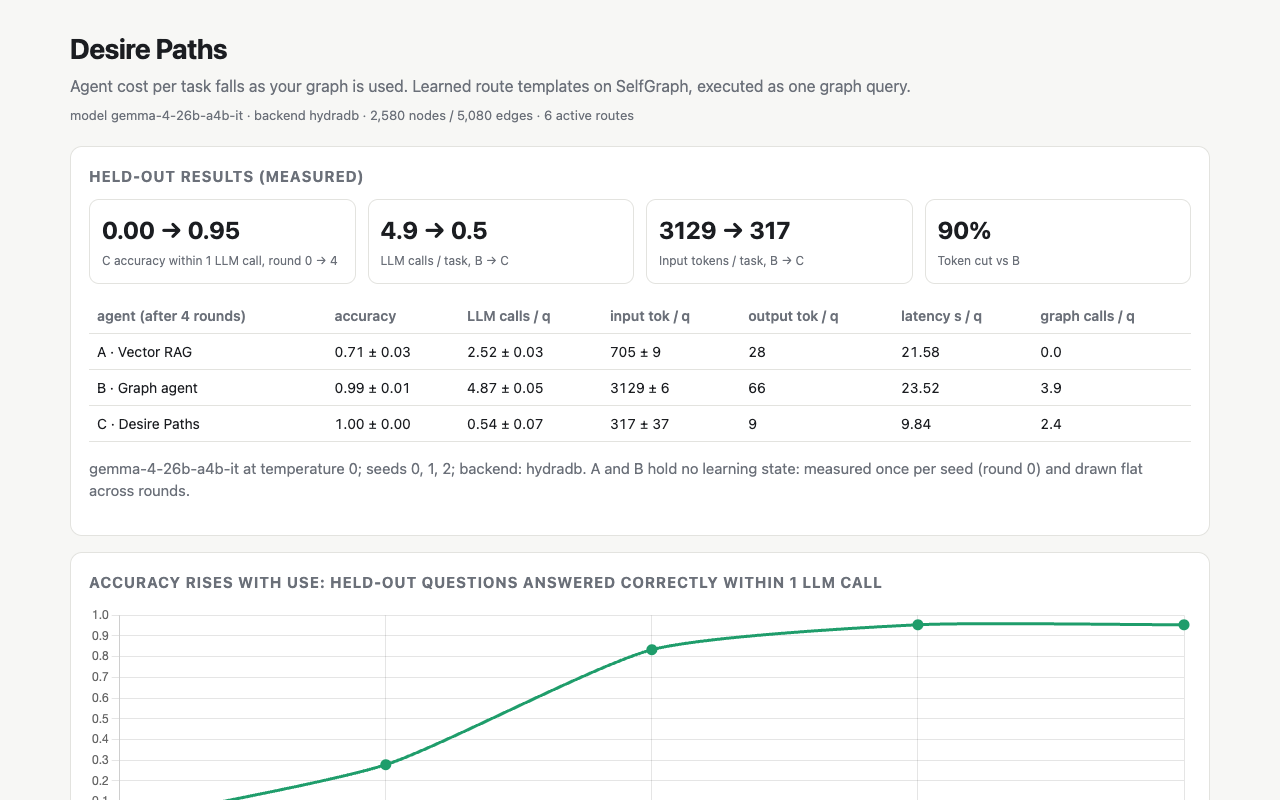 Desire Paths
Agent cost per task falls as your graph is used. Learned route templates on SelfGraph, executed as one graph query.
model gemma-4-26b-a4b-it · backend hydradb · 2,580 nodes / 5,080 edges · 6 active routes
HELD-OUT RESULTS (MEASURED)
0.00 → 0.95
C accuracy within 1 LLM call, round 0 → 4
4.9 → 0.5
LLM calls / task, B → C
3129 → 317
Input tokens / task, B → C
90%
Token cut vs B
agent (after 4 rounds) accuracy LLM calls / q input tok / q output tok / q latency s / q graph calls / q
A · Vector RAG 0.71 ± 0.03 2.52 ± 0.03 705 ± 9 28 21.58 0.0
B · Graph agent 0.99 ± 0.01 4.87 ± 0.05 3129 ± 6 66 23.52 3.9
C · Desire Paths 1.00 ± 0.00 0.54 ± 0.07 317 ± 37 9 9.84 2.4
gemma-4-26b-a4b-it at temperature 0; seeds 0, 1, 2; backend: hydradb. A and B hold no learning state: measured once per seed (round 0) and drawn flat
across rounds.
ACCURACY RISES WITH USE: HELD-OUT QUESTIONS ANSWERED CORRECTLY WITHIN 1 LLM CALL
1.0
0.9
0.8
0.7
0.6
0.5
0.4
0.3
0.2
0.1